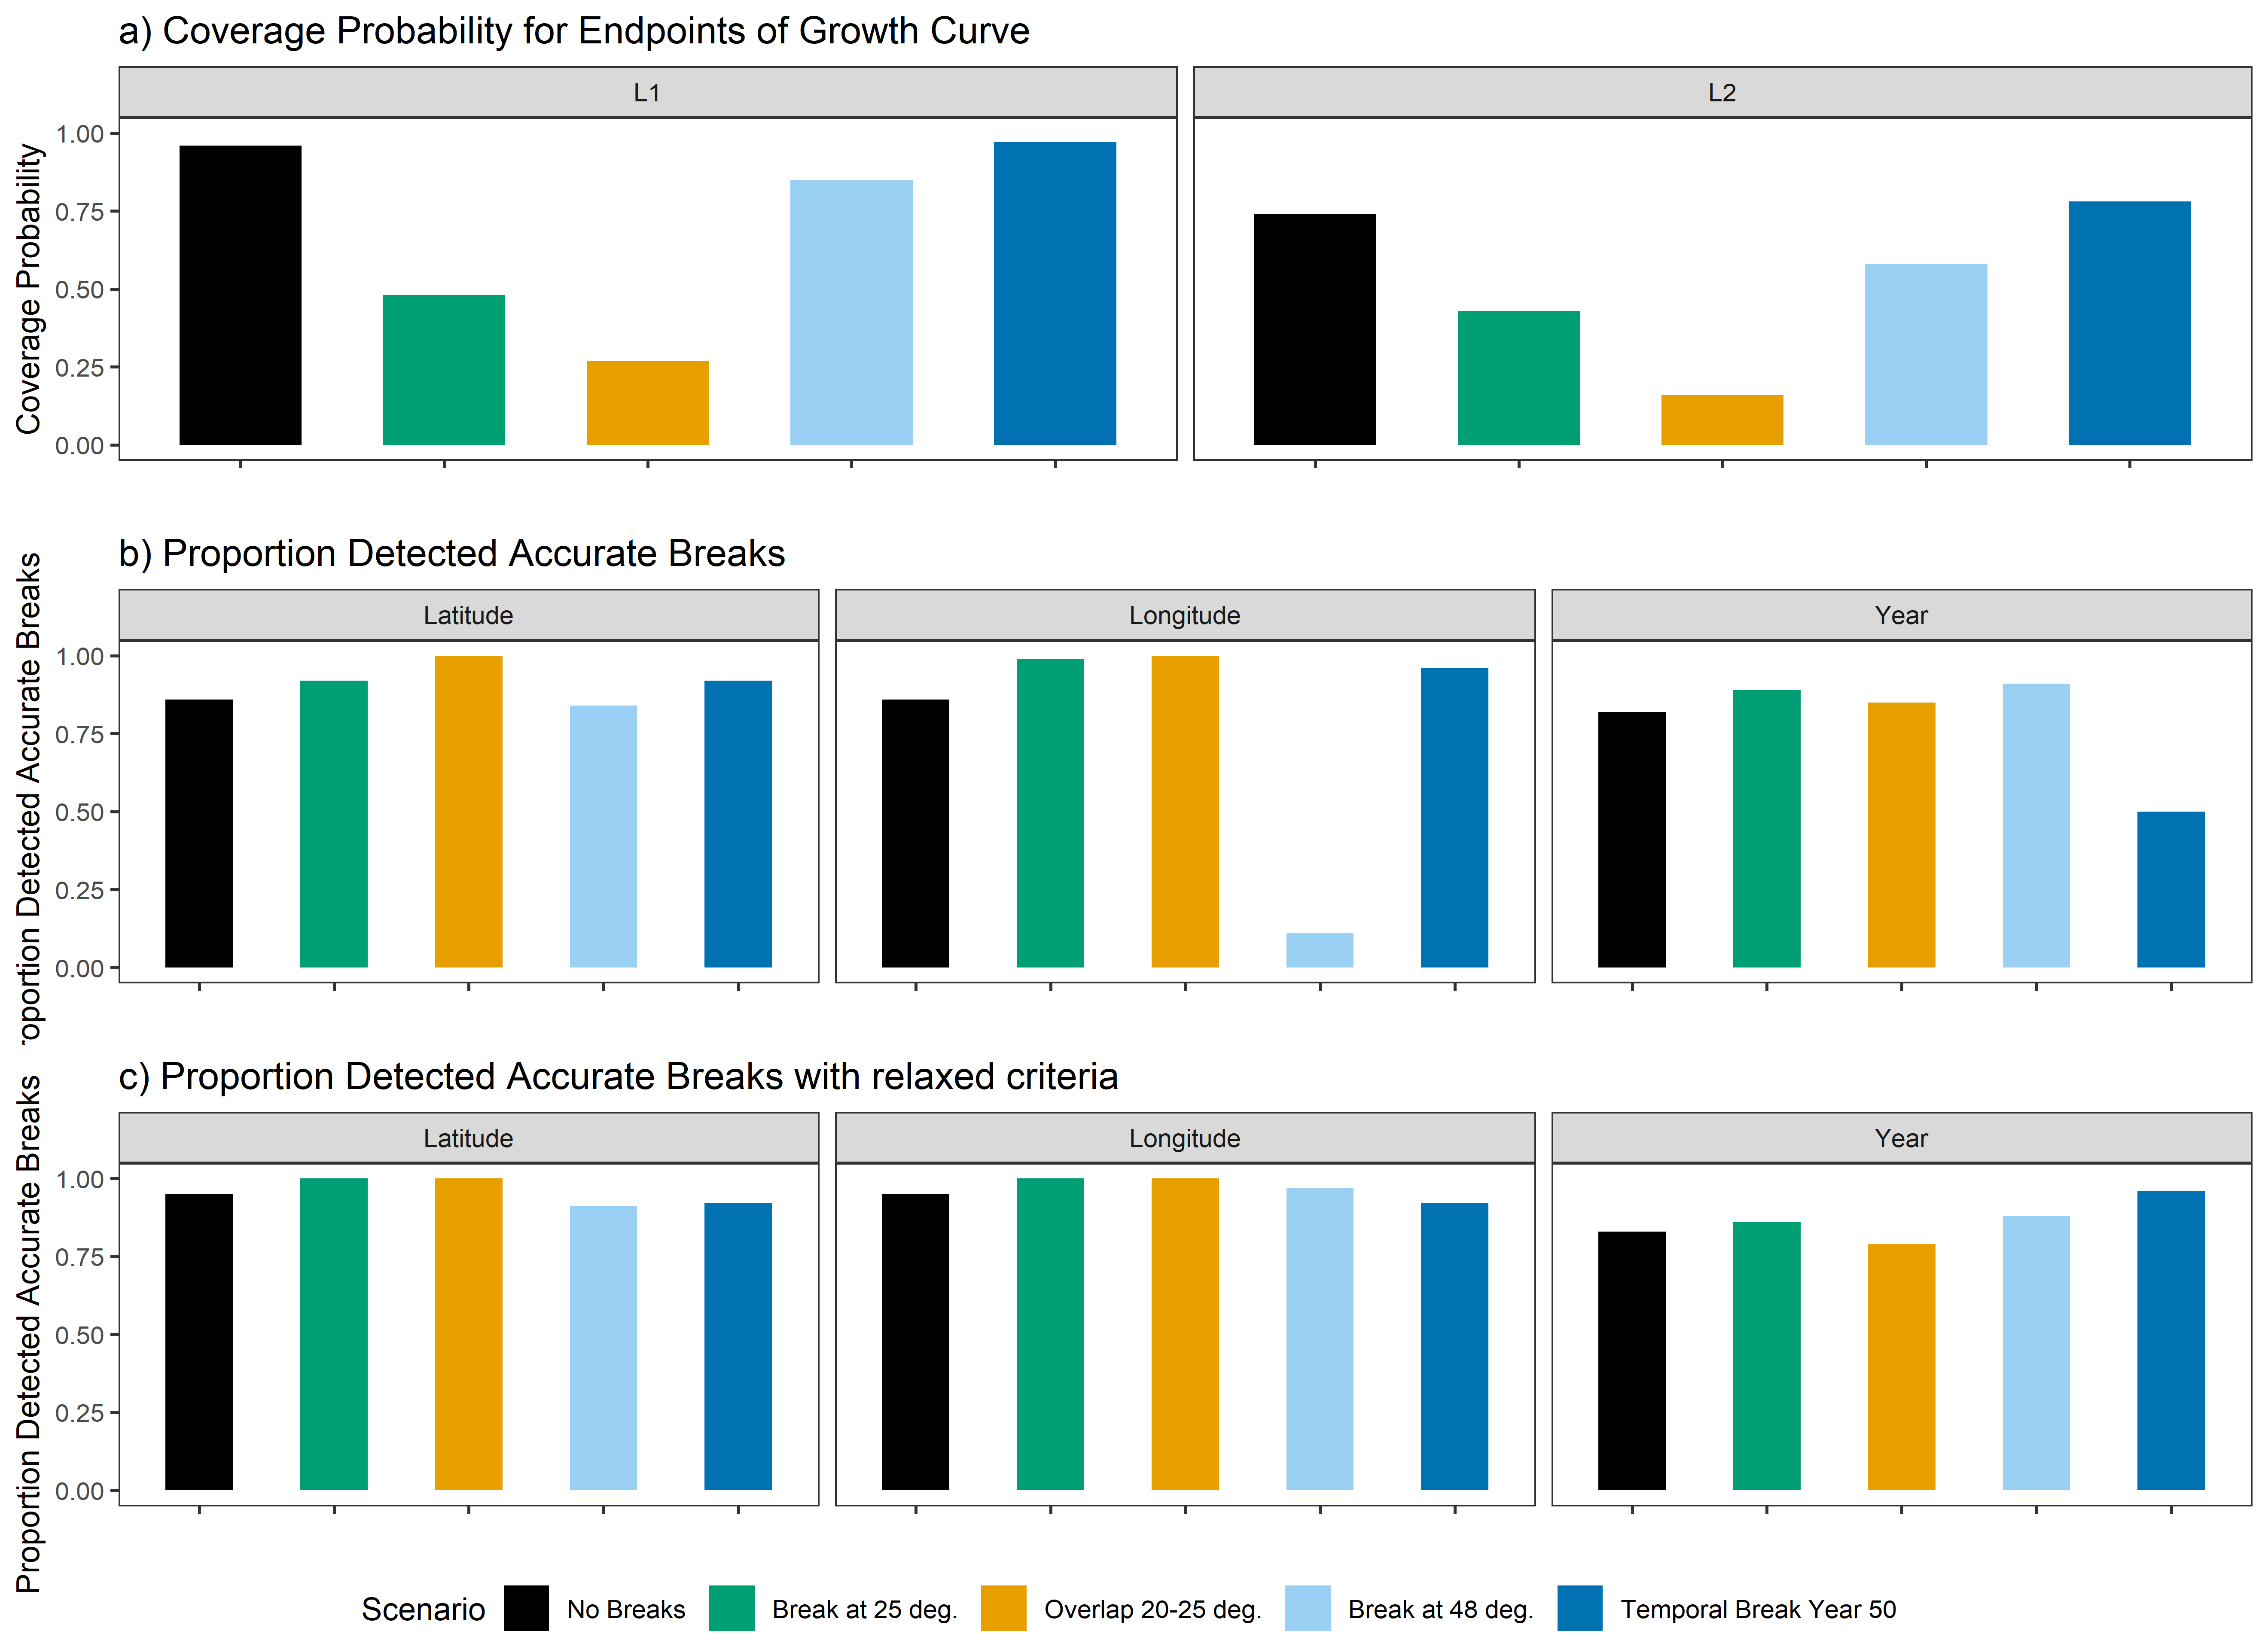 a) Coverage Probability for Endpoints of Growth Curve
L1
L2
Coverage Probability
1.00
0.75
0.50
0.25
0.00
b) Proportion Detected Accurate Breaks
Latitude
Longitude
Year
oportion Detected Accurate Breaks
1.00
0.75
0.50
0.25
0.00
c) Proportion Detected Accurate Breaks with relaxed criteria
Latitude
Longitude
Year
Proportion Detected Accurate Breaks
1.00
0.75
0.50
0.25
0.00
Scenario No Breaks Break at 25 deg. Overlap 20-25 deg. Break at 48 deg. Temporal Break Year 50